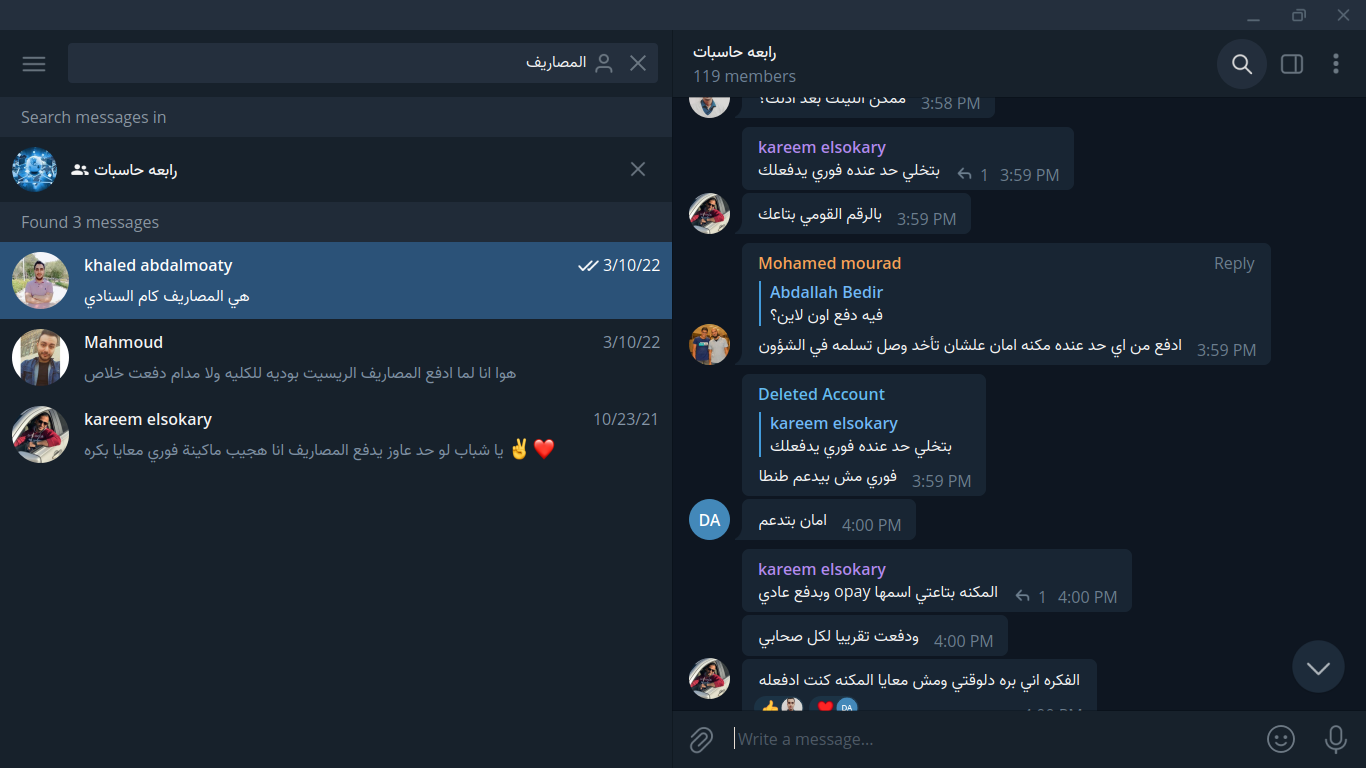 المصاريف
Search messages in
رابعه حاسبات
Found 3 messages
khaled abdalmoaty
3/10/22
هي المصاريف كام السنادي
Mahmoud
3/10/22
هوا انا لما ادفع المصاريف الريسيت بوديه للكليه ولا مدام دفعت خلاص
kareem elsokary
10/23/21
يا شباب لو حد عاوز يدفع المصاريف انا هجيب ماكينة فوري معايا بكره ✌️ ❤️
رابعه حاسبات
119 members
ممكن اللينك بعد اذنك؟
3:58 PM
kareem elsokary
بتخلي حد عنده فوري يدفعلك
1 3:59 PM
بالرقم القومي بتاعك
3:59 PM
Mohamed mourad
Reply
Abdallah Bedir
فيه دفع اون لاين؟
ادفع من اي حد عنده مكنه امان علشان تأخد وصل تسلمه في الشؤون
3:59 PM
Deleted Account
kareem elsokary
بتخلي حد عنده فوري يدفعلك
فوري مش بيدعم طنطا
3:59 PM
DA
امان بتدعم
4:00 PM
kareem elsokary
المكنه بتاعتي اسمها opay وبدفع عادي
1 4:00 PM
ودفعت تقريبا لكل صحابي
4:00 PM
الفكره اني بره دلوقتي ومش معايا المكنه كنت ادفعله
👍 ❤️ DA
Write a message...